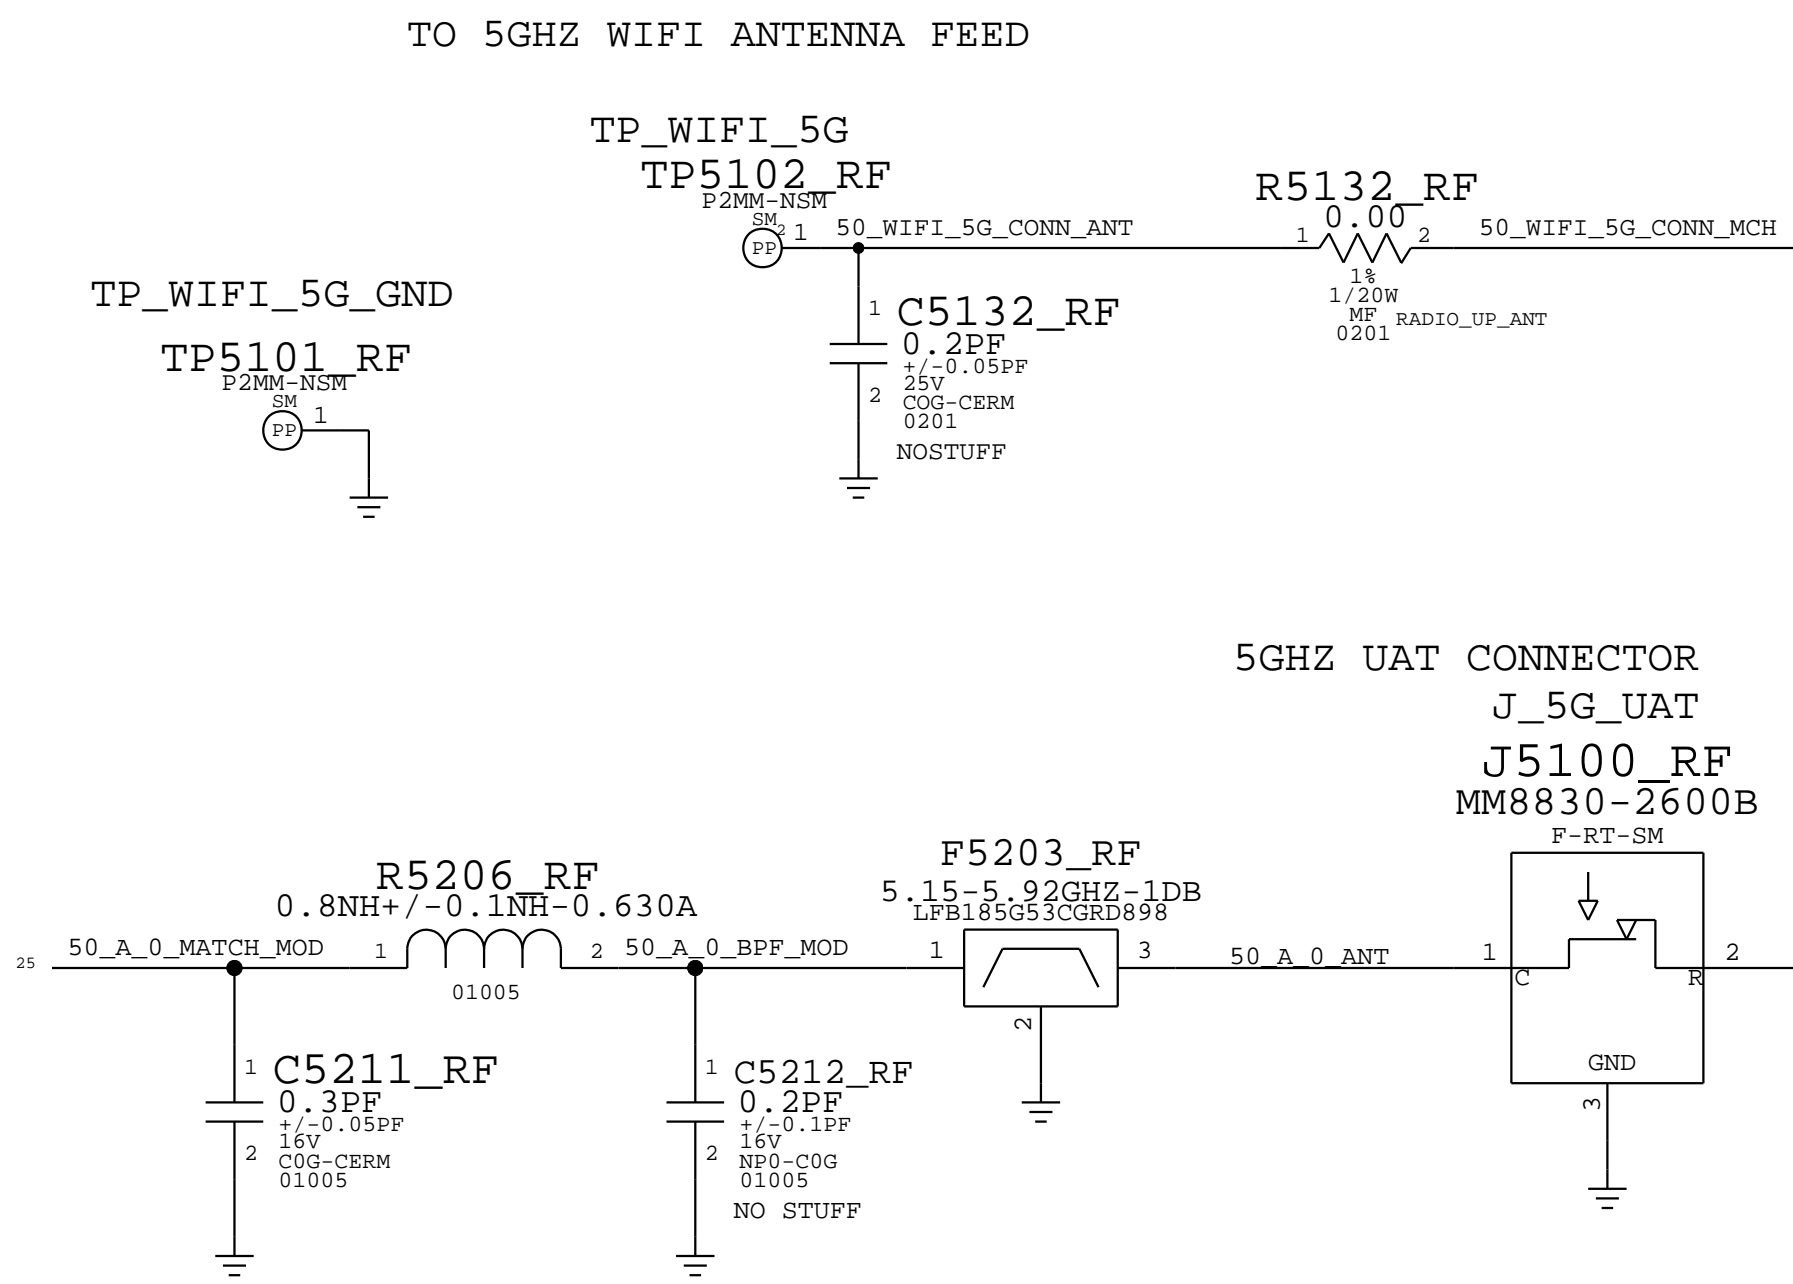 TO 5GHZ WIFI ANTENNA FEED
TP_WIFI_5G
TP5102_RF
P2MM-NSM
SM
PP
2
1
50_WIFI_5G_CONN_ANT
R5132_RF
0.00
1
2
50_WIFI_5G_CONN_MCH
1%
1/20W
MF
0201
RADIO_UP_ANT
1
C5132_RF
0.2PF
+/-0.05PF
25V
2
COG-CERM
0201
NOSTUFF
TP_WIFI_5G_GND
TP5101_RF
P2MM-NSM
SM
PP
1
5GHZ UAT CONNECTOR
J_5G_UAT
J5100_RF
MM8830-2600B
F-RT-SM
R5206_RF
0.8NH+/-0.1NH-0.630A
25
50_A_0_MATCH_MOD
1
2
01005
50_A_0_BPF_MOD
F5203_RF
5.15-5.92GHZ-1DB
LFB185G53CGRD898
1
3
2
50_A_0_ANT
1
C
R
2
GND
3
1
C5211_RF
0.3PF
+/-0.05PF
16V
2
C0G-CERM
01005
1
C5212_RF
0.2PF
+/-0.1PF
16V
2
NP0-C0G
01005
NO STUFF